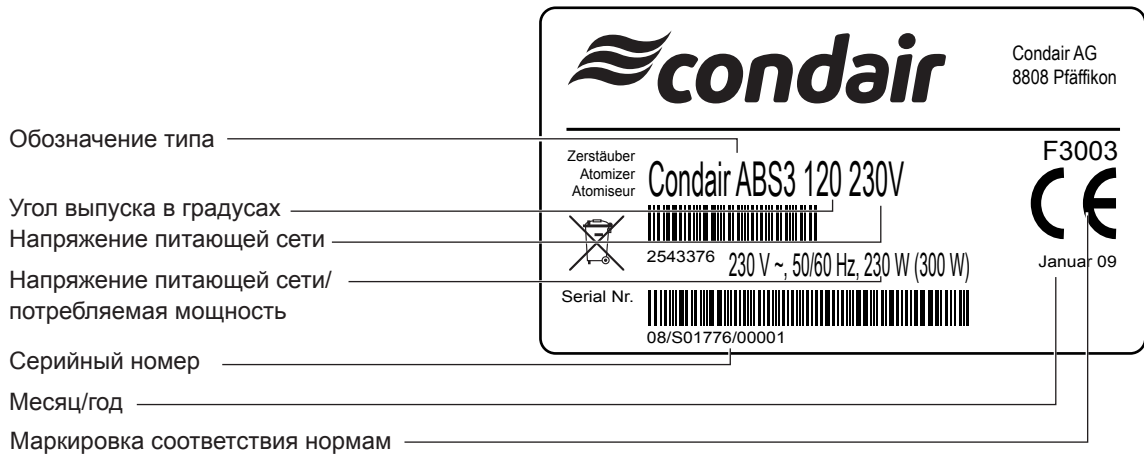 condair
Condair AG
8808 Pfäffikon
Обозначение типа
Zerstäuber
Atomizer
Atomiseur
Condair ABS3 120 230V
F3003
CE
Угол выпуска в градусах
Напряжение питающей сети
2543376
230 V ~, 50/60 Hz, 230 W (300 W)
Januar 09
Напряжение питающей сети/
потребляемая мощность
Serial Nr.
08/S01776/00001
Серийный номер
Месяц/год
Маркировка соответствия нормам